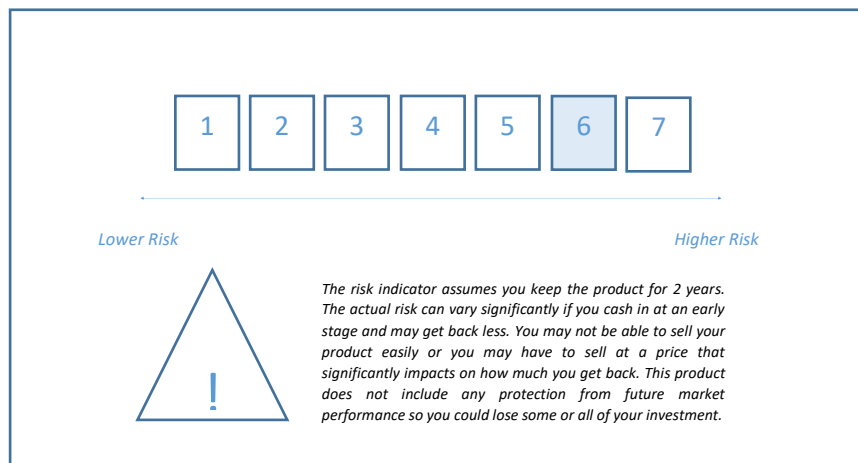 1 2 3 4 5 6 7
Lower Risk Higher Risk
The risk indicator assumes you keep the product for 2 years.
The actual risk can vary significantly if you cash in at an early
stage and may get back less. You may not be able to sell your
product easily or you may have to sell at a price that
significantly impacts on how much you get back. This product
does not include any protection from future market
performance so you could lose some or all of your investment.
!